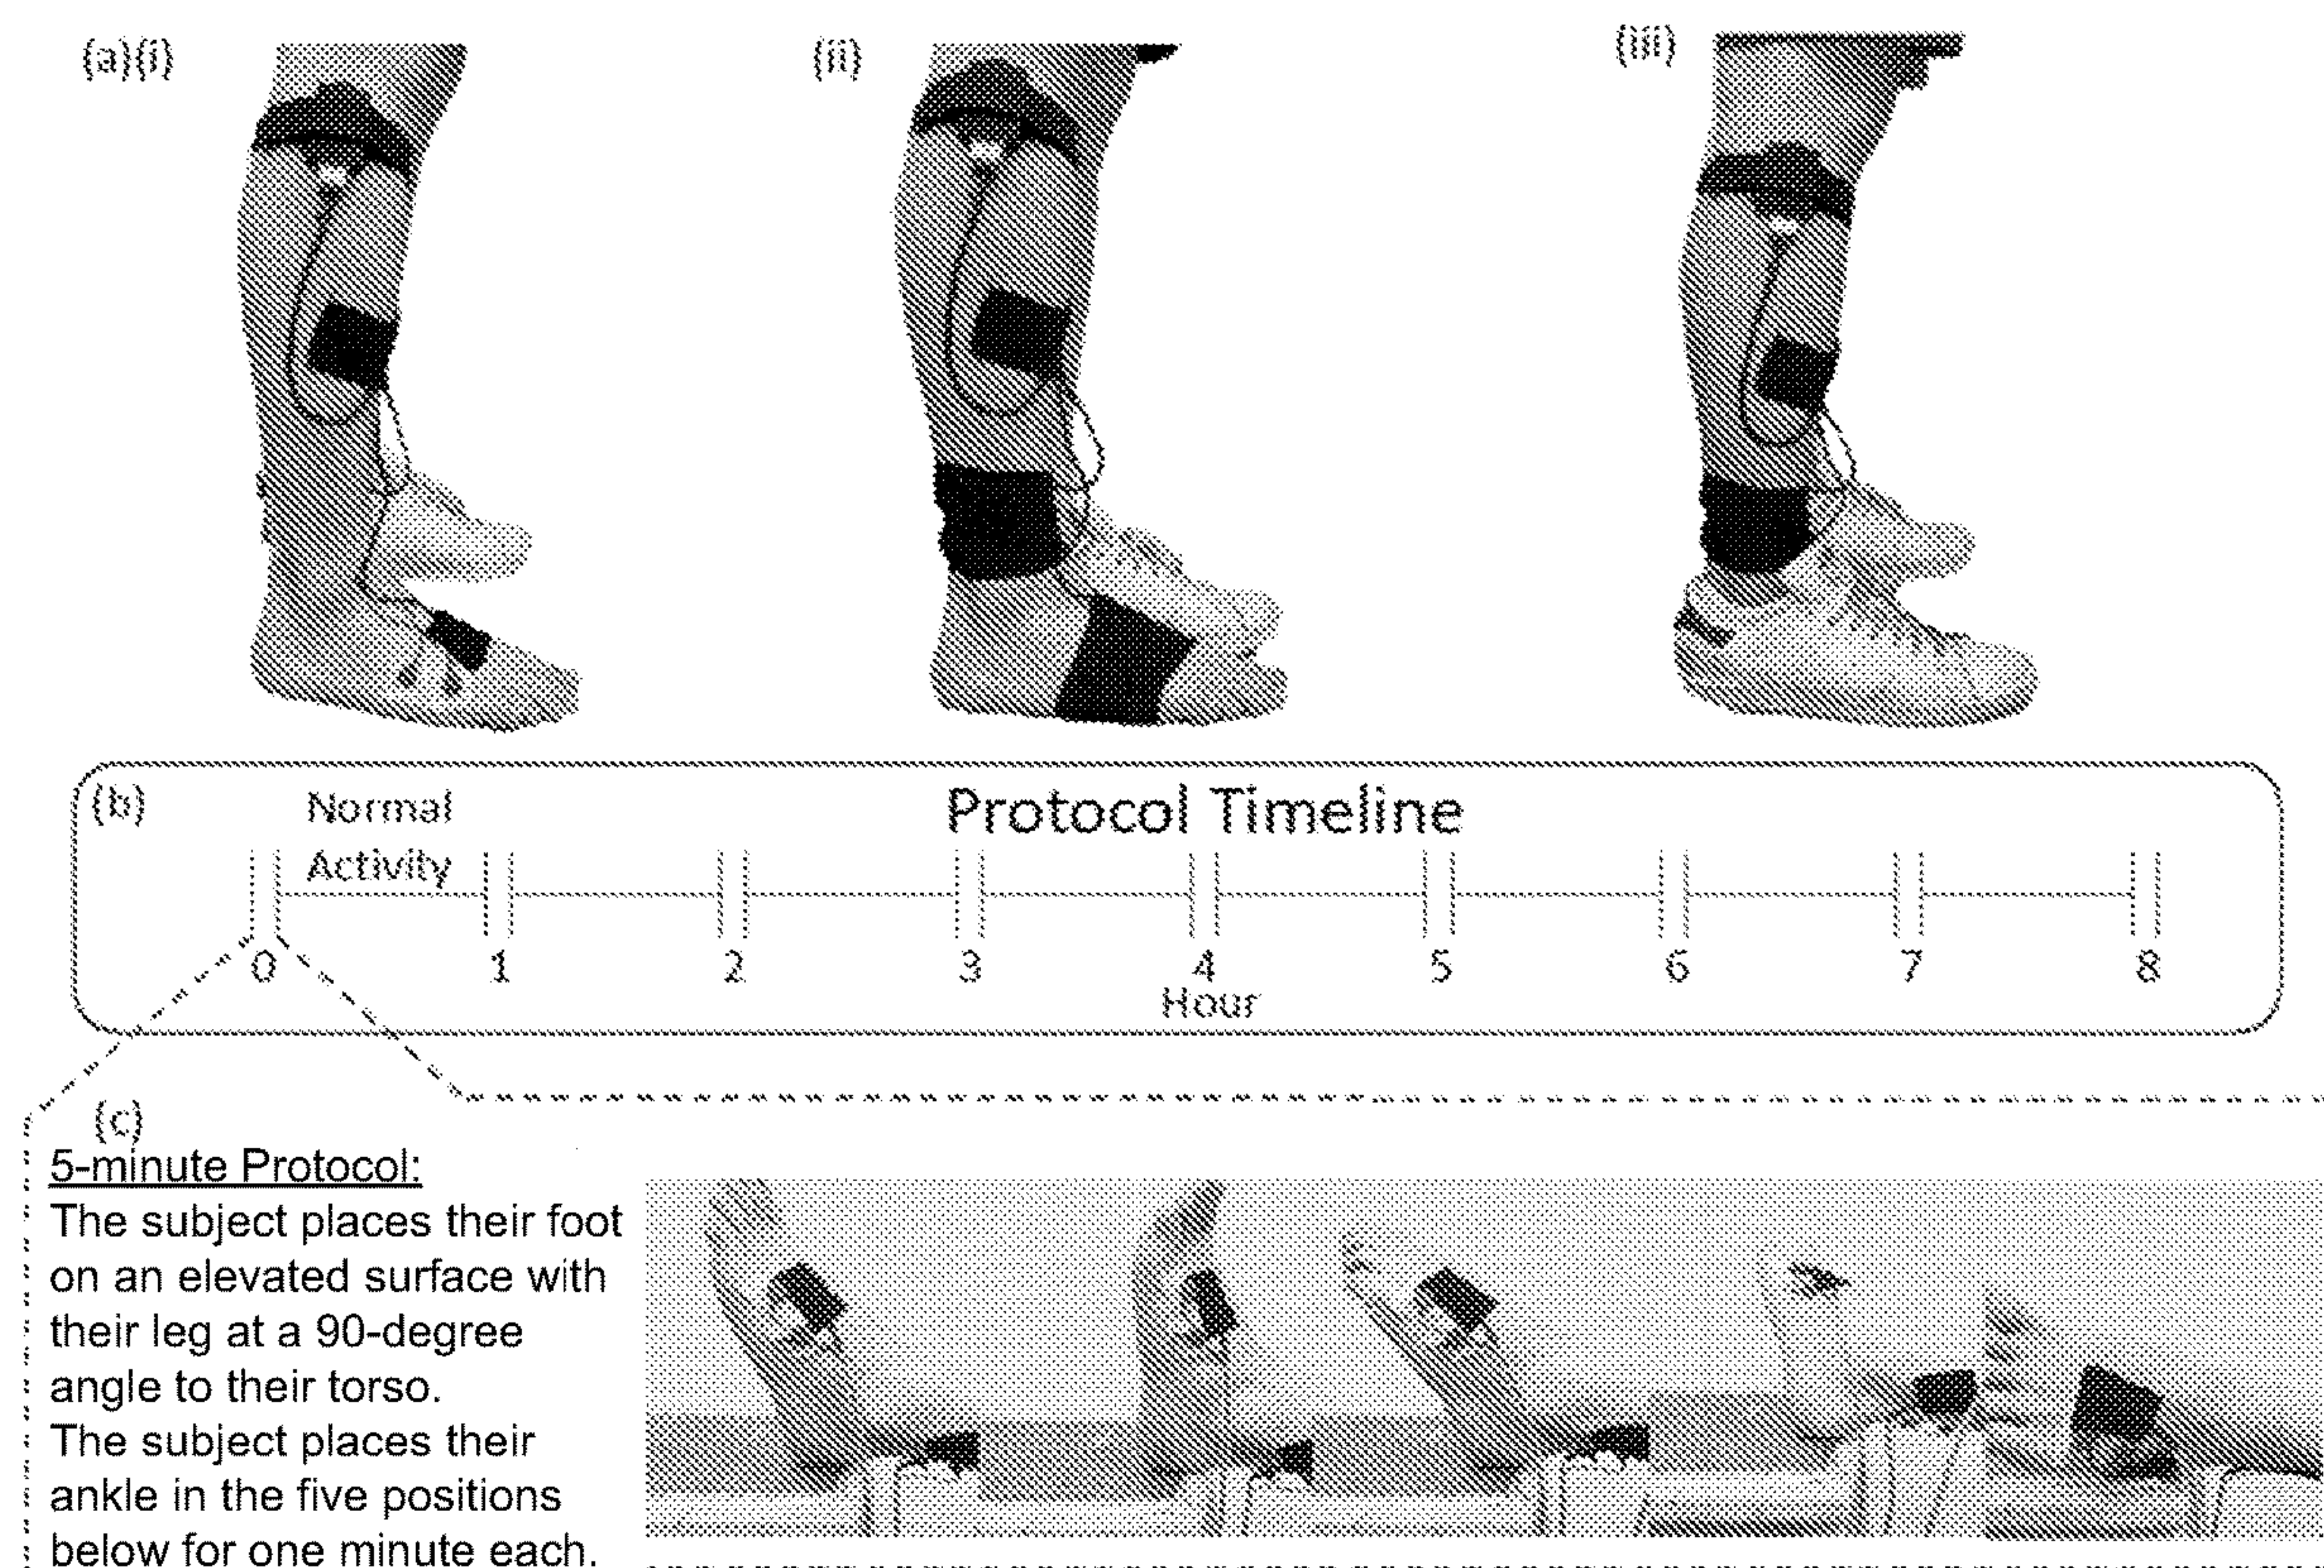 (a)(i)
(ii)
(iii)
(b)
Normal
Activity
Protocol Timeline
0 1 2 3 4 5 6 7 8
Hour
(c)
5-minute Protocol:
The subject places their foot
on an elevated surface with
their leg at a 90-degree
angle to their torso.
The subject places their
ankle in the five positions
below for one minute each.